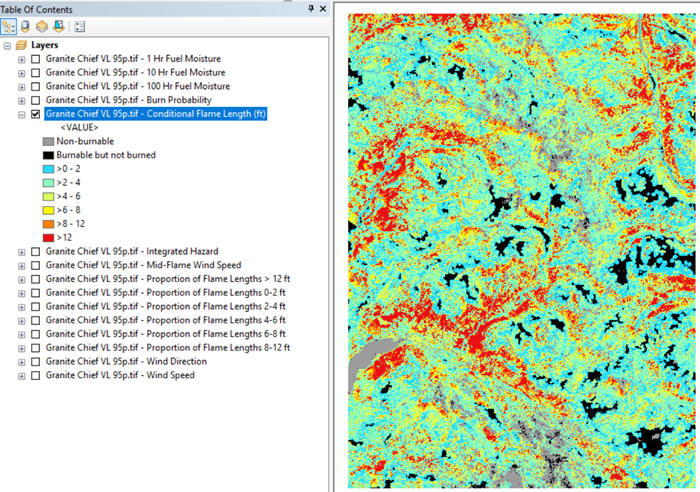 Table Of Contents
Layers
Granite Chief VL 95p.tif - 1 Hr Fuel Moisture
Granite Chief VL 95p.tif - 10 Hr Fuel Moisture
Granite Chief VL 95p.tif - 100 Hr Fuel Moisture
Granite Chief VL 95p.tif - Burn Probability
Granite Chief VL 95p.tif - Conditional Flame Length (ft)
<VALUE>
Non-burnable
Burnable but not burned
>0 - 2
>2 - 4
>4 - 6
>6 - 8
>8 - 12
>12
Granite Chief VL 95p.tif - Integrated Hazard
Granite Chief VL 95p.tif - Mid-Flame Wind Speed
Granite Chief VL 95p.tif - Proportion of Flame Lengths > 12 ft
Granite Chief VL 95p.tif - Proportion of Flame Lengths 0-2 ft
Granite Chief VL 95p.tif - Proportion of Flame Lengths 2-4 ft
Granite Chief VL 95p.tif - Proportion of Flame Lengths 4-6 ft
Granite Chief VL 95p.tif - Proportion of Flame Lengths 6-8 ft
Granite Chief VL 95p.tif - Proportion of Flame Lengths 8-12 ft
Granite Chief VL 95p.tif - Wind Direction
Granite Chief VL 95p.tif - Wind Speed